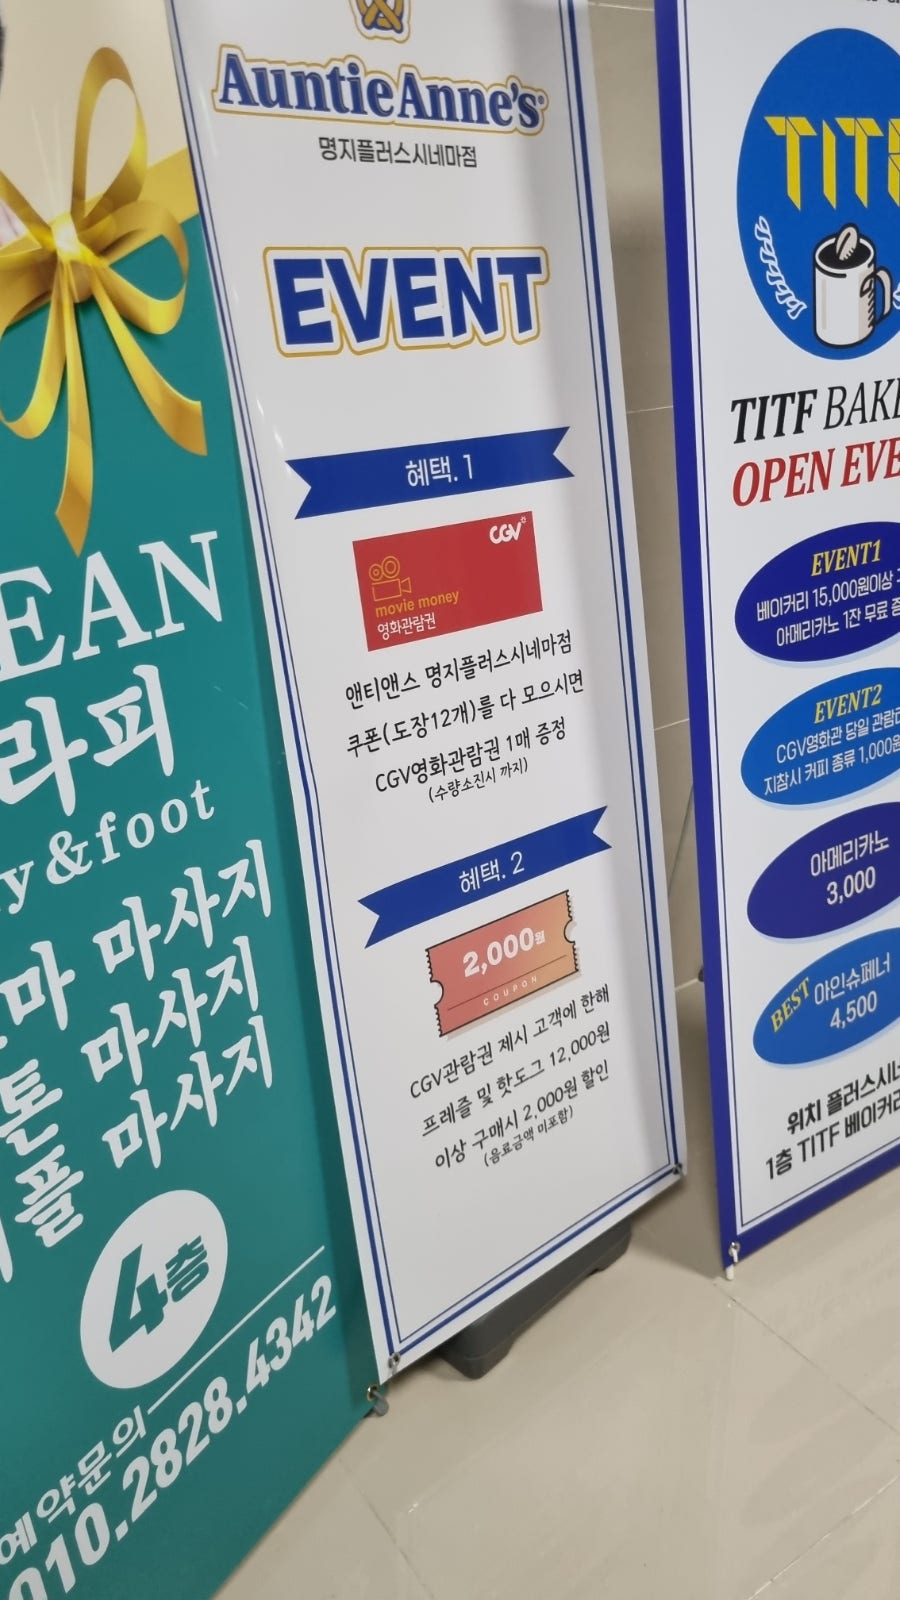 EAN
라피
y&foot
마 마사지
톤 마사지
플 마사지
4층
예약문의
010.2828.4342
Auntie Anne's
명지플러스시네마점
EVENT
혜택. 1
CGV
movie money
영화관람권
앤티앤스 명지플러스시네마점
쿠폰(도장12개)를 다 모으시면
CGV영화관람권 1매 증정
(수량소진시 까지)
혜택. 2
2,000원
COUPON
CGV관람권 제시 고객에 한해
프레즐 및 핫도그 12,000원
이상 구매시 2,000원 할인
(음료금액 미포함)
TITF
TITF BAKE
OPEN EVE
EVENT1
베이커리 15,000원이상
아메리카노 1잔 무료 증
EVENT2
CGV영화관 당일 관람
지참시 커피 종류 1,000원
아메리카노
3,000
BEST 아인슈페너
4,500
위치 플러스시네
1층 TITF 베이커리